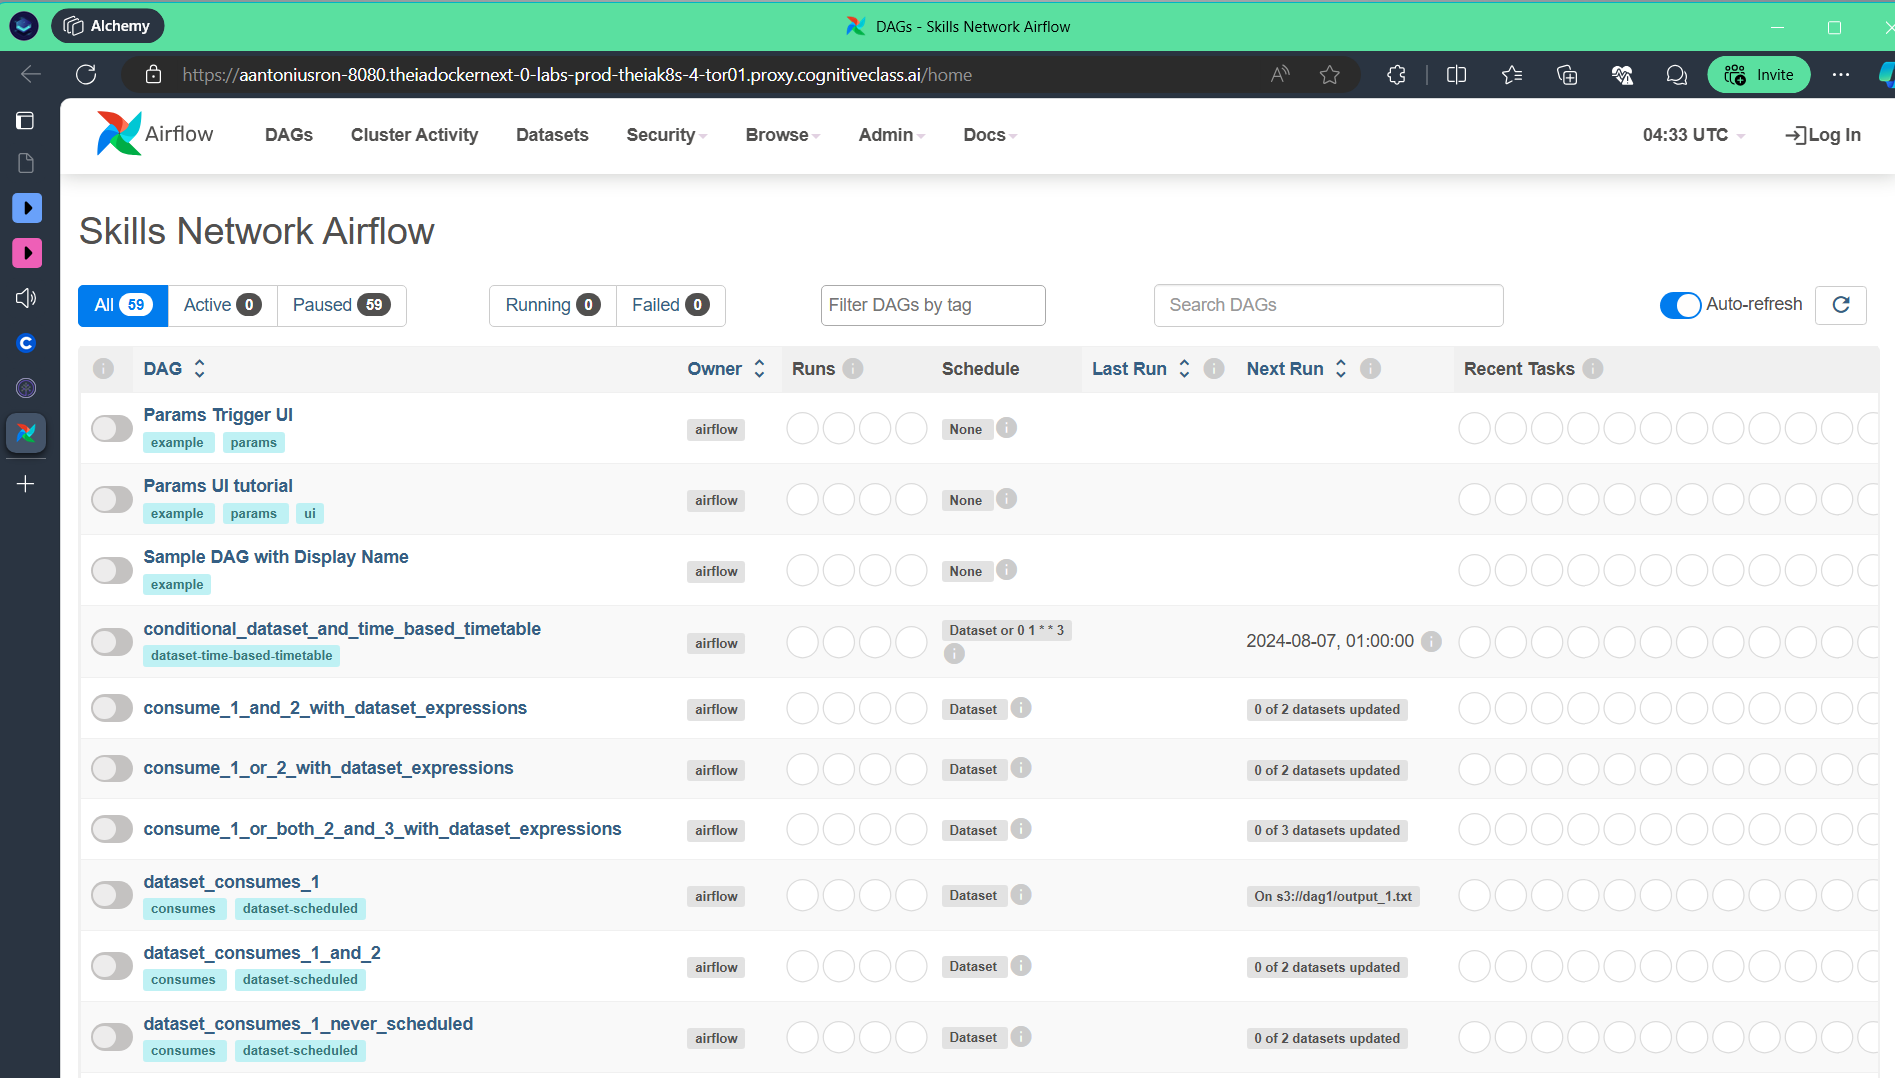 Alchemy
DAGs - Skills Network Airflow
https://aantoniusron-8080.theiadockernext-0-labs-prod-theiak8s-4-tor01.proxy.cognitiveclass.ai/home
Invite
Airflow DAGs Cluster Activity Datasets Security Browse Admin Docs 04:33 UTC Log In
Skills Network Airflow
All 59 Active 0 Paused 59 Running 0 Failed 0 Filter DAGs by tag Search DAGs Auto-refresh
DAG Owner Runs Schedule Last Run Next Run Recent Tasks
Params Trigger UI
airflow None
example params
Params UI tutorial
airflow None
example params ui
Sample DAG with Display Name
airflow None
example
conditional_dataset_and_time_based_timetable
airflow Dataset or 0 1 * * 3 2024-08-07, 01:00:00
dataset-time-based-timetable
consume_1_and_2_with_dataset_expressions airflow Dataset 0 of 2 datasets updated
consume_1_or_2_with_dataset_expressions airflow Dataset 0 of 2 datasets updated
consume_1_or_both_2_and_3_with_dataset_expressions airflow Dataset 0 of 3 datasets updated
dataset_consumes_1
airflow Dataset On s3://dag1/output_1.txt
consumes dataset-scheduled
dataset_consumes_1_and_2
airflow Dataset 0 of 2 datasets updated
consumes dataset-scheduled
dataset_consumes_1_never_scheduled
airflow Dataset 0 of 2 datasets updated
consumes dataset-scheduled